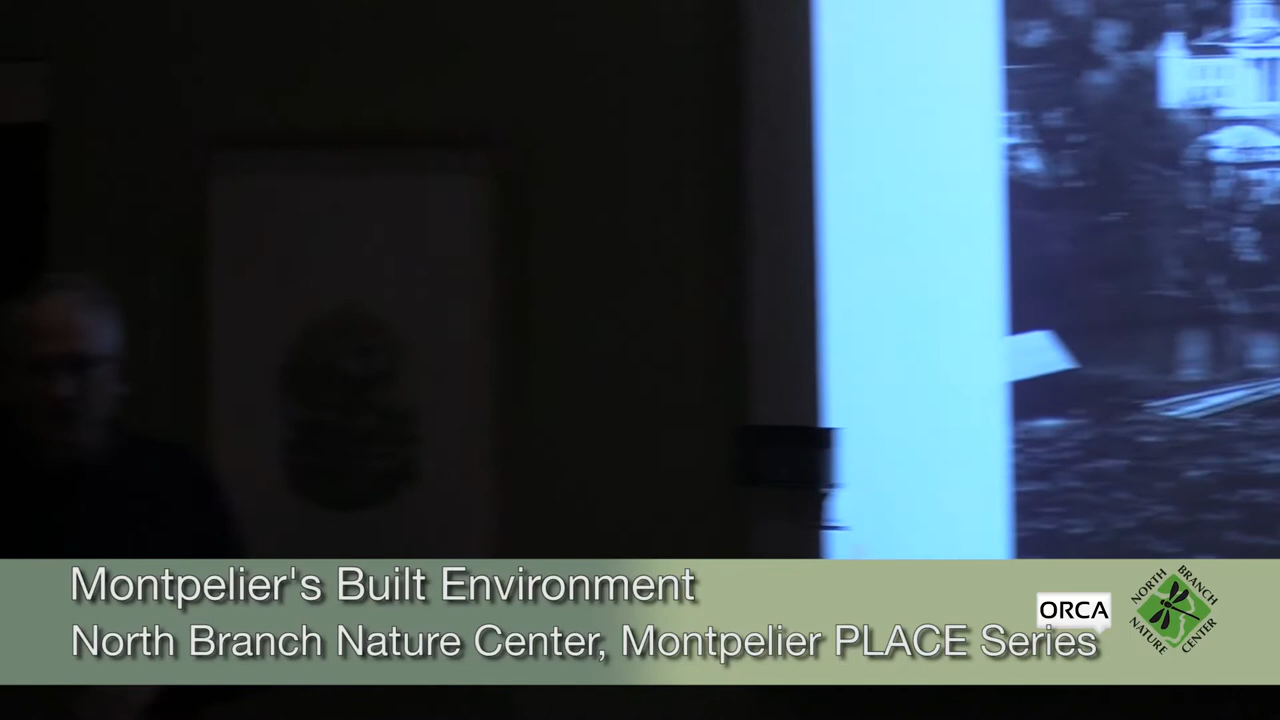 Montpelier's Built Environment
North Branch Nature Center, Montpelier PLACE Series
ORCA
NORTH BRANCH
NATURE CENTER